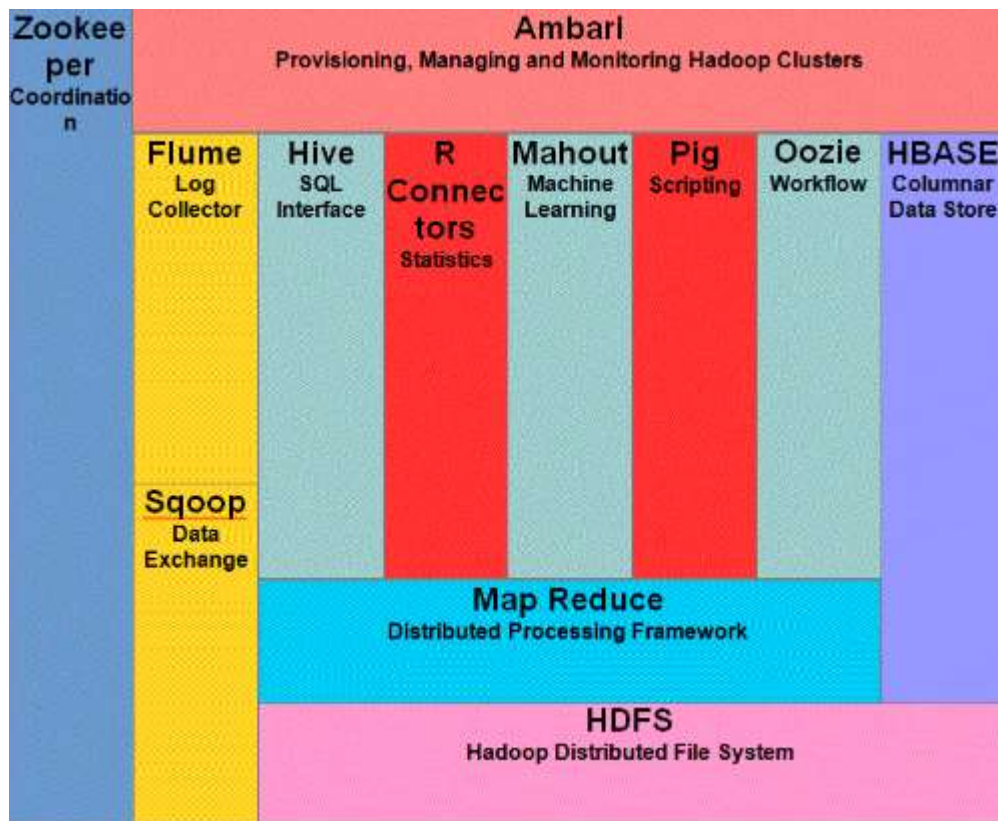 Zookee
per
Coordinatio
n
Ambari
Provisioning, Managing and Monitoring Hadoop Clusters
Flume
Log
Collector
Hive
SQL
Interface
R
Connec
tors
Statistics
Mahout
Machine
Learning
Pig
Scripting
Oozie
Workflow
HBASE
Columnar
Data Store
Sqoop
Data
Exchange
Map Reduce
Distributed Processing Framework
HDFS
Hadoop Distributed File System